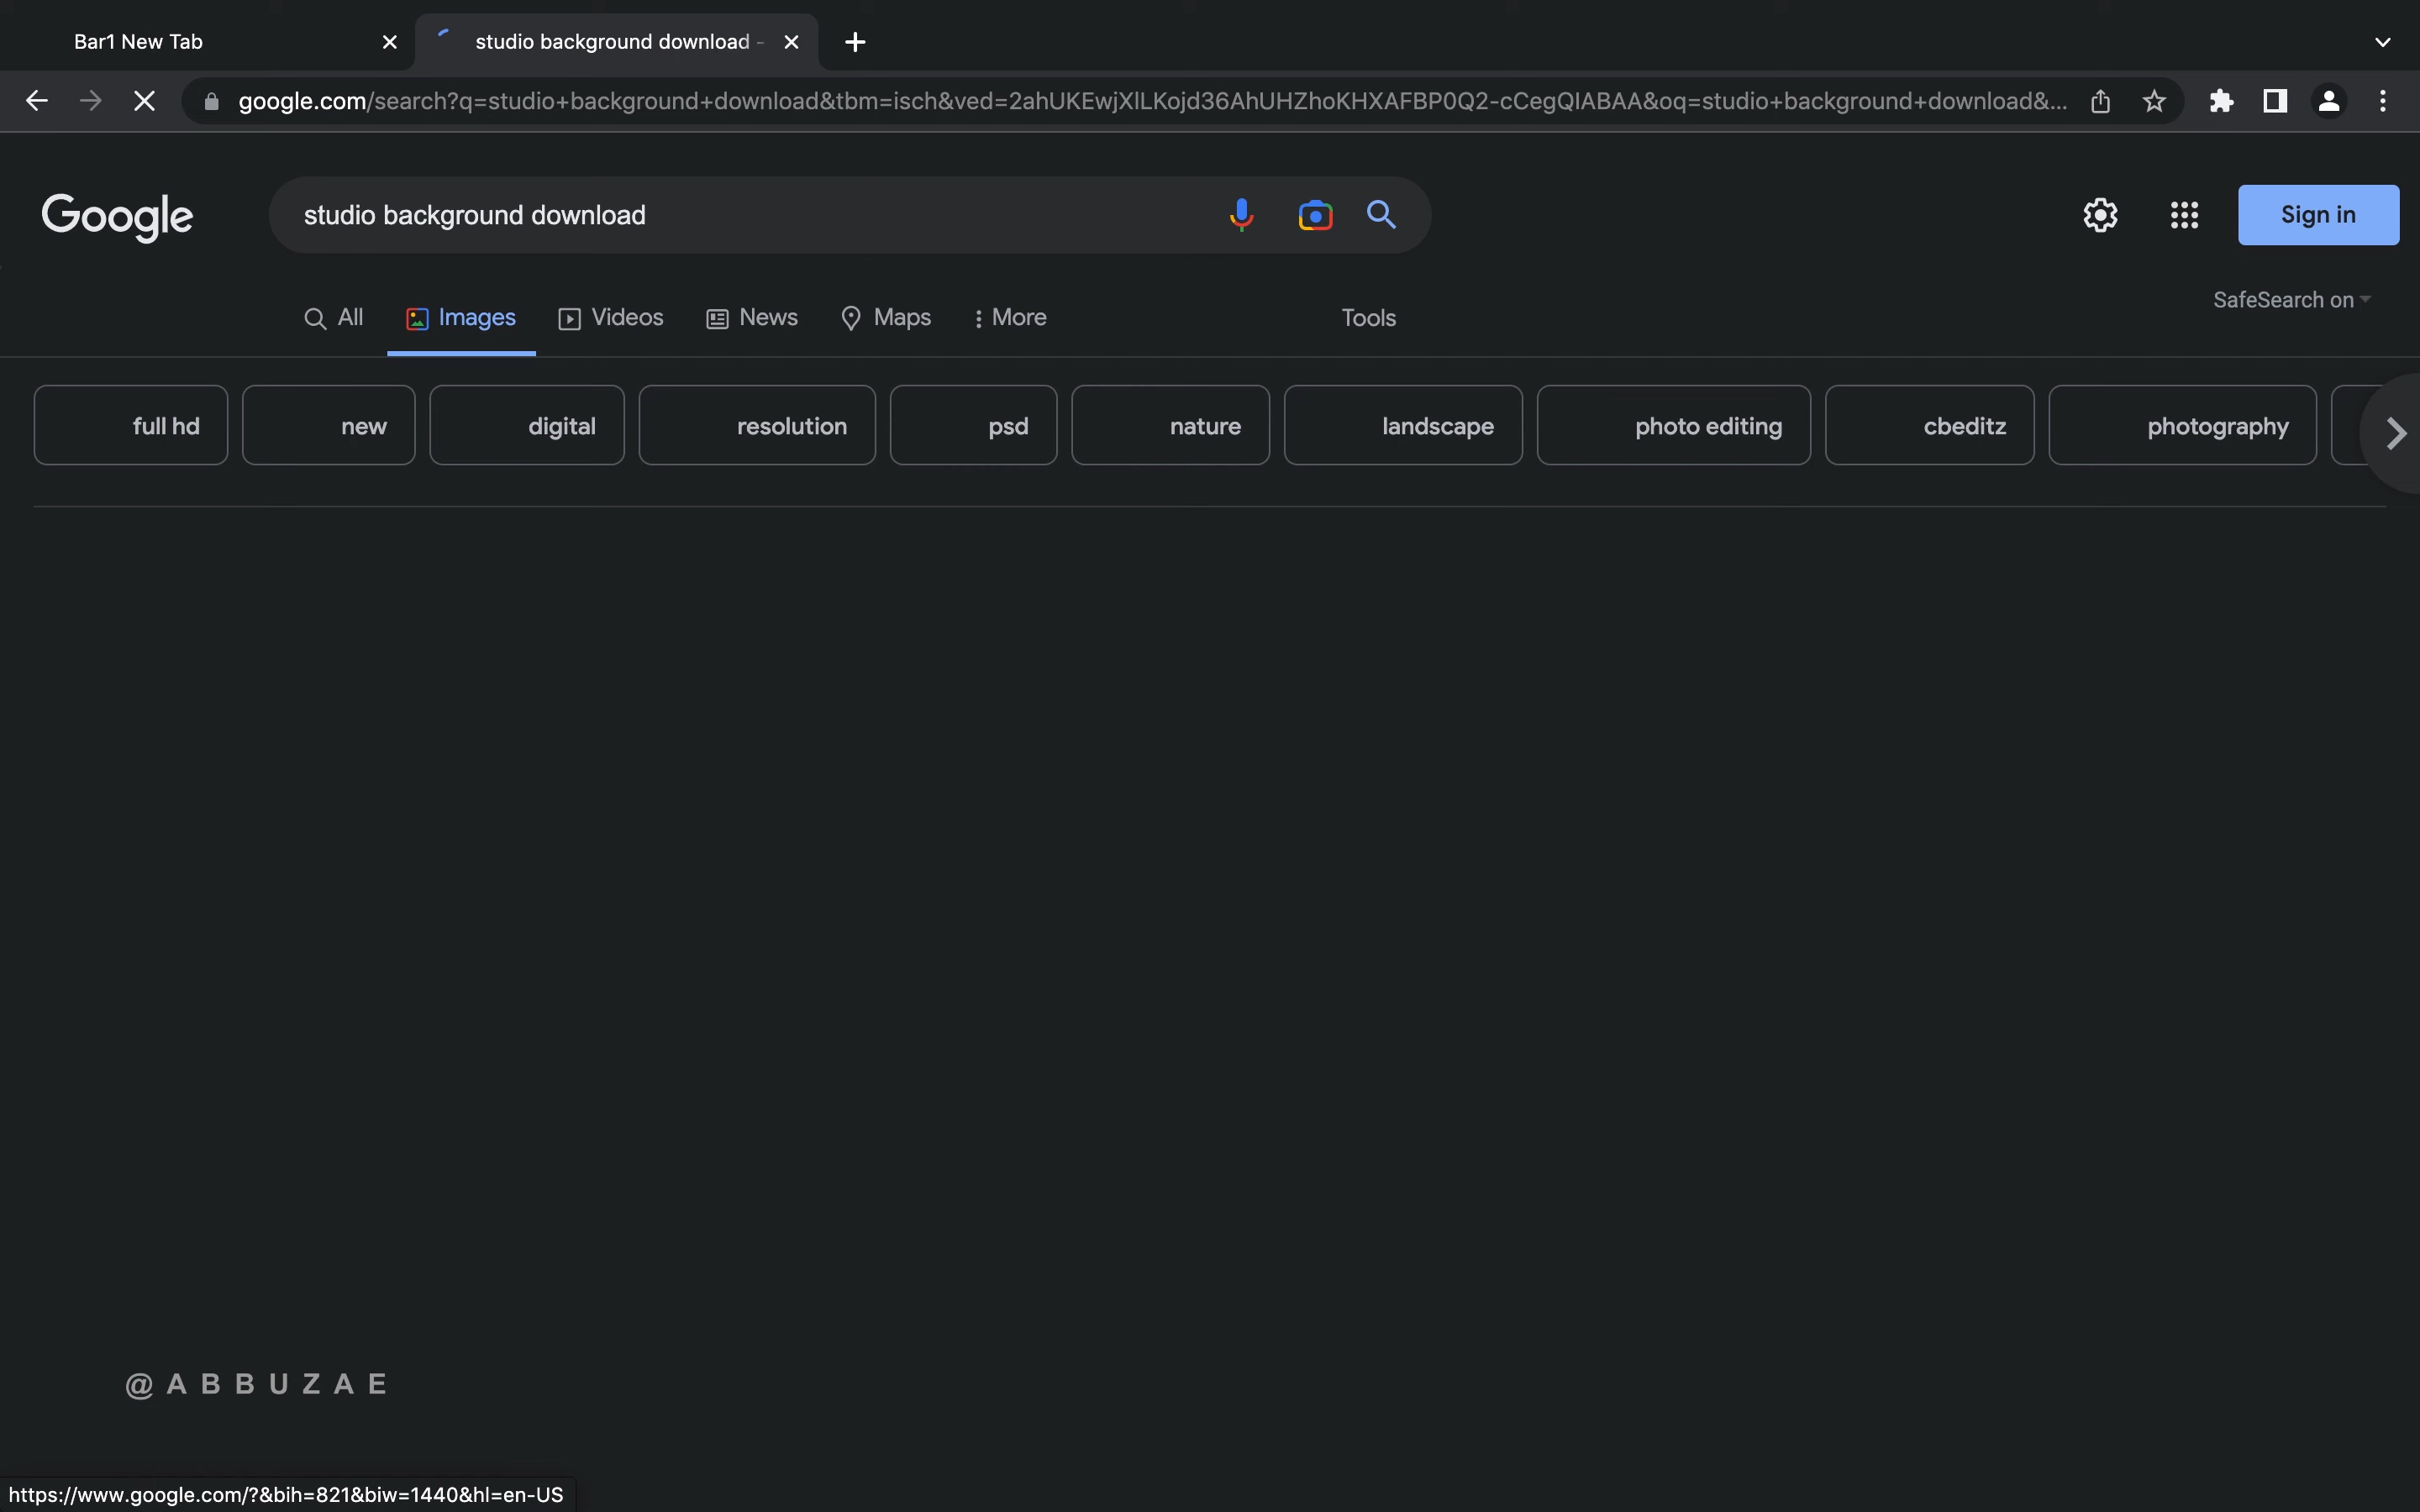 Bar1 New Tab
studio background download -
google.com/search?q=studio+background+download&tbm=isch&ved=2ahUKEwjXlLKojd36AhUHZhoKHXAFBP0Q2-cCegQIABAA&oq=studio+background+download&...
Google
studio background download
Sign in
All
Images
Videos
News
Maps
More
Tools
SafeSearch on
full hd
new
digital
resolution
psd
nature
landscape
photo editing
cbeditz
photography
@ABBUZAE
https://www.google.com/?&bih=821&biw=1440&hl=en-US